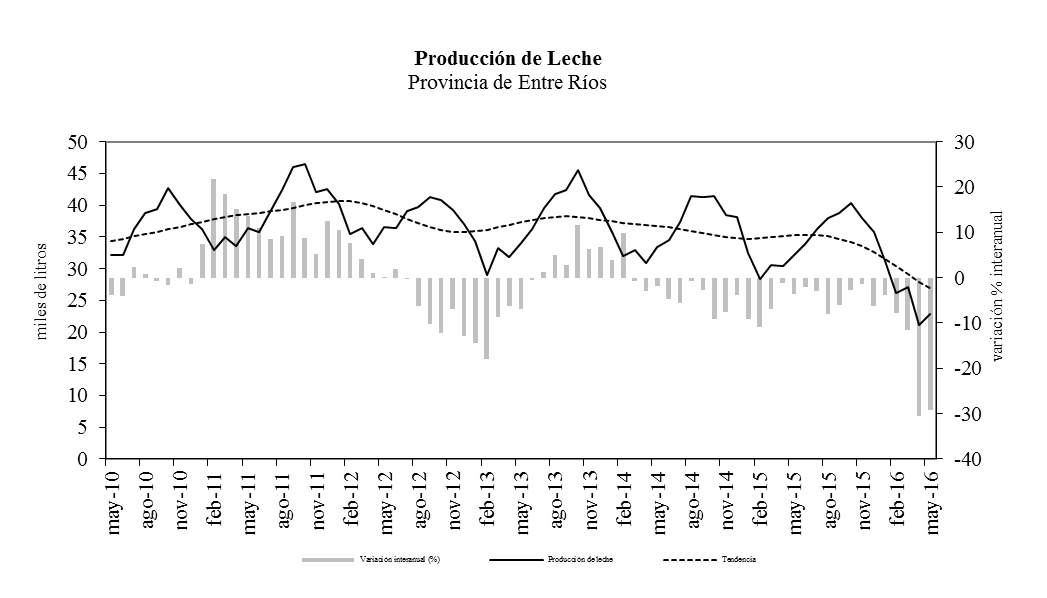 Producción de Leche
Provincia de Entre Ríos
50
45
40
35
30
25
20
15
10
5
0
miles de litros
30
20
10
0
-10
-20
-30
-40
variación % interanual
may-10
ago-10
nov-10
feb-11
may-11
ago-11
nov-11
feb-12
may-12
ago-12
nov-12
feb-13
may-13
ago-13
nov-13
feb-14
may-14
ago-14
nov-14
feb-15
may-15
ago-15
nov-15
feb-16
may-16
Variación interanual (%)
Producción de leche
Tendencia